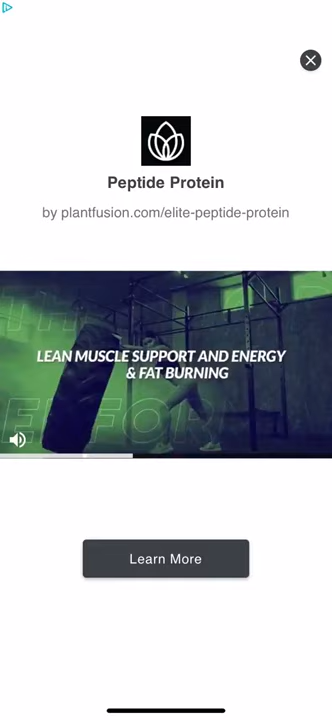 Peptide Protein
by plantfusion.com/elite-peptide-protein
LEAN MUSCLE SUPPORT AND ENERGY
& FAT BURNING
Learn More